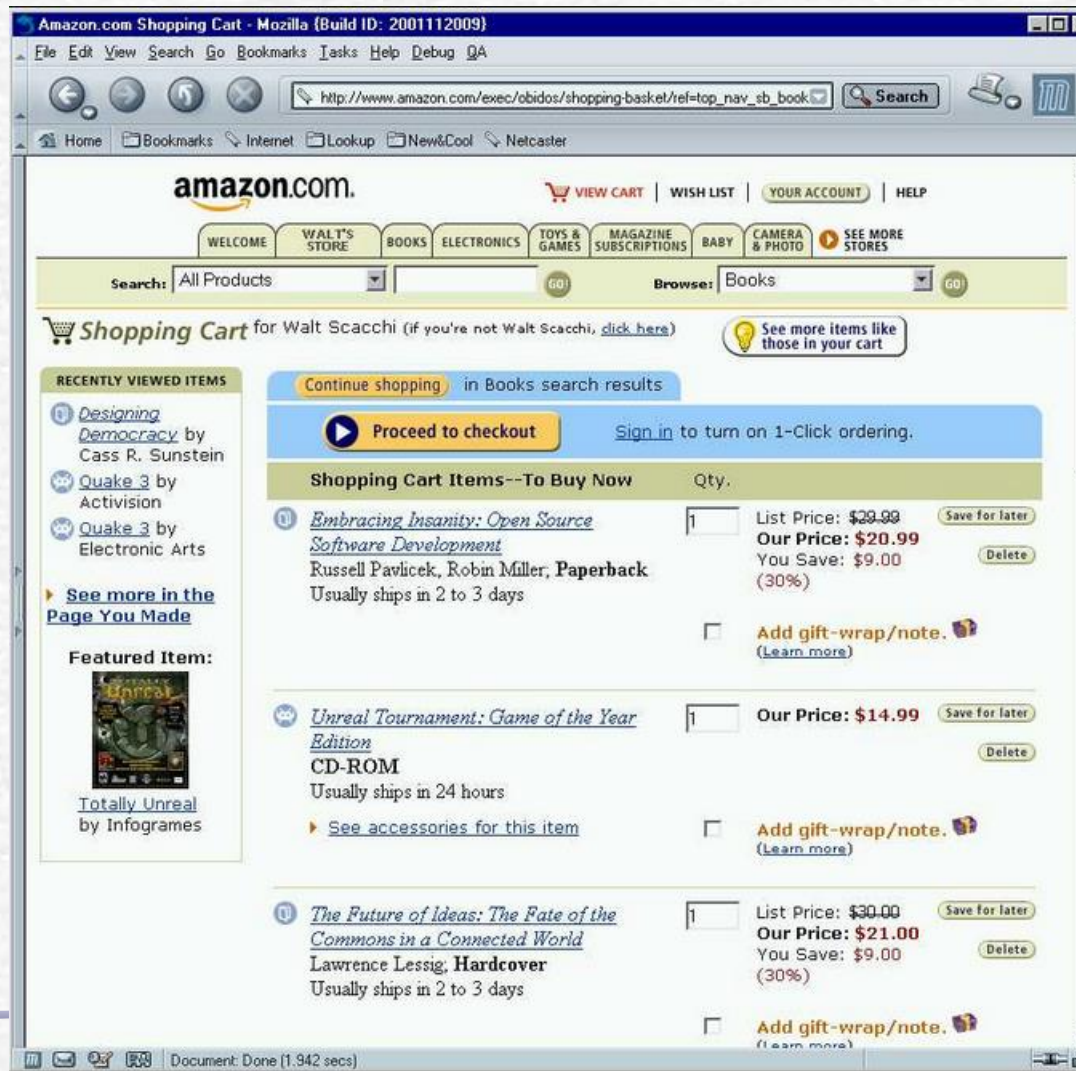 Amazon.com Shopping Cart - Mozilla {Build ID: 2001112009}
File Edit View Search Go Bookmarks Tasks Help Debug QA
http://www.amazon.com/exec/obidos/shopping-basket/ref=top_nav_sb_book Search
Home Bookmarks Internet Lookup New&Cool Netcaster
amazon.com.
VIEW CART | WISH LIST | YOUR ACCOUNT | HELP
WELCOME WALT'S STORE BOOKS ELECTRONICS TOYS & GAMES MAGAZINE SUBSCRIPTIONS BABY CAMERA & PHOTO SEE MORE STORES
Search: All Products GO! Browse: Books GO!
Shopping Cart for Walt Scacchi (if you're not Walt Scacchi, click here)
See more items like
those in your cart
RECENTLY VIEWED ITEMS
Designing
Democracy by
Cass R. Sunstein
Quake 3 by
Activision
Quake 3 by
Electronic Arts
See more in the
Page You Made
Featured Item:
Totally
Unreal
Totally Unreal
by Infogrames
Continue shopping in Books search results
Proceed to checkout Sign in to turn on 1-Click ordering.
Shopping Cart Items--To Buy Now Qty.
Embracing Insanity: Open Source
Software Development
Russell Pavlicek, Robin Miller; Paperback
Usually ships in 2 to 3 days
1
List Price: $29.99
Our Price: $20.99
You Save: $9.00
(30%)
Save for later
Delete
Add gift-wrap/note.
(Learn more)
Unreal Tournament: Game of the Year
Edition
CD-ROM
Usually ships in 24 hours
See accessories for this item
1
Our Price: $14.99
Save for later
Delete
Add gift-wrap/note.
(Learn more)
The Future of Ideas: The Fate of the
Commons in a Connected World
Lawrence Lessig; Hardcover
Usually ships in 2 to 3 days
1
List Price: $30.00
Our Price: $21.00
You Save: $9.00
(30%)
Save for later
Delete
Add gift-wrap/note.
(Learn more)
Document: Done (1.942 secs)